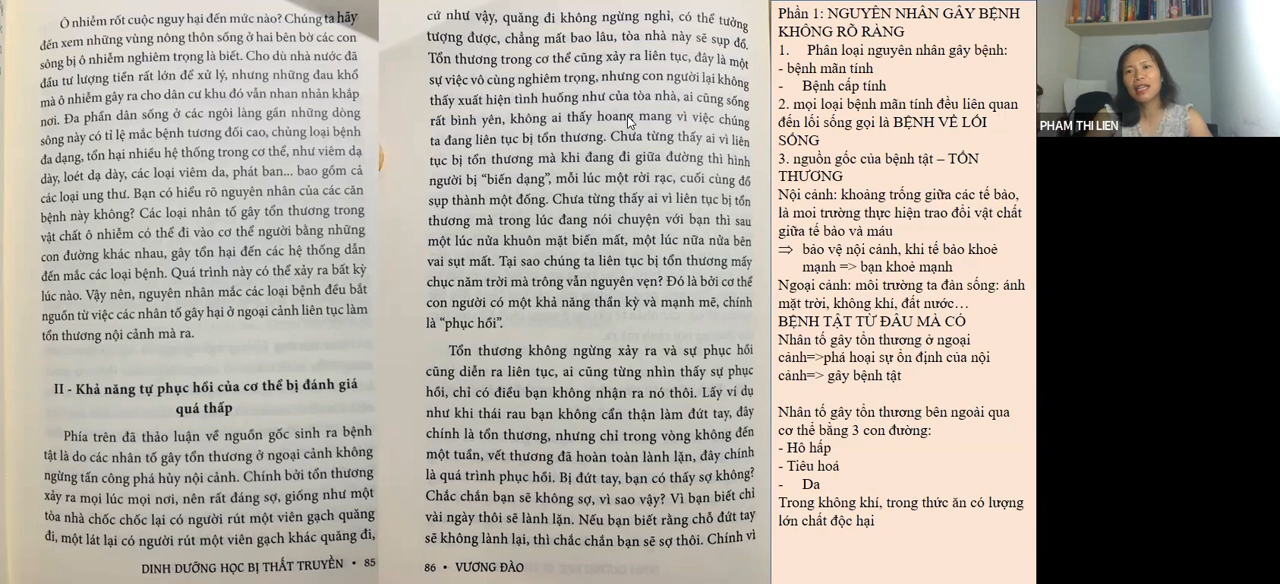 Ô nhiễm rốt cuộc nguy hại đến mức nào? Chúng ta hãy
đến xem những vùng nông thôn sống ở hai bên bờ các con
sông bị ô nhiễm nghiêm trọng là biết. Cho dù nhà nước đã
đầu tư lượng tiền rất lớn để xử lý, nhưng những đau khổ
mà ô nhiễm gây ra cho dân cư khu đó vẫn nhan nhản khắp
nơi. Đa phần dân sống ở các ngôi làng gần những dòng
sông này có tỉ lệ mắc bệnh tương đối cao, chủng loại bệnh
đa dạng, tổn hại nhiều hệ thống trong cơ thể, như viêm dạ
dày, loét dạ dày, các loại viêm da, phát ban... bao gồm cả
các loại ung thư. Bạn có hiểu rõ nguyên nhân của các căn
bệnh này không? Các loại nhân tố gây tổn thương trong
vật chất ô nhiễm có thể đi vào cơ thể người bằng những
con đường khác nhau, gây tổn hại đến các hệ thống dẫn
đến mắc các loại bệnh. Quá trình này có thể xảy ra bất kỳ
lúc nào. Vậy nên, nguyên nhân mắc các loại bệnh đều bắt
nguồn từ việc các nhân tố gây hại ở ngoại cảnh liên tục làm
tổn thương nội cảnh mà ra.
II - Khả năng tự phục hồi của cơ thể bị đánh giá
quá thấp
Phía trên đã thảo luận về nguồn gốc sinh ra bệnh
tật là do các nhân tố gây tổn thương ở ngoại cảnh không
ngừng tấn công phá hủy nội cảnh. Chính bởi tổn thương
xảy ra mọi lúc mọi nơi, nên rất đáng sợ, giống như một
tòa nhà chốc chốc lại có người rút một viên gạch quăng
đi, một lát lại có người rút một viên gạch khác quăng đi,
DINH DƯỠNG HỌC BỊ THẤT TRUYỀN • 85
cứ như vậy, quăng đi không ngừng nghỉ, có thể tưởng
tượng được, chẳng mất bao lâu, tòa nhà này sẽ sụp đổ.
Tổn thương trong cơ thể cũng xảy ra liên tục, đây là một
sự việc vô cùng nghiêm trọng, nhưng con người lại không
thấy xuất hiện tình huống như của tòa nhà, ai cũng sống
rất bình yên, không ai thấy hoang mang vì việc chúng
ta đang liên tục bị tổn thương. Chưa từng thấy ai vì liên
tục bị tổn thương mà khi đang đi giữa đường thì hình
người bị “biến dạng”, mỗi lúc một rời rạc, cuối cùng đổ
sụp thành một đống. Chưa từng thấy ai vì liên tục bị tổn
thương mà trong lúc đang nói chuyện với bạn thì sau
một lúc nửa khuôn mặt biến mất, một lúc nữa nửa bên
vai sụt mất. Tại sao chúng ta liên tục bị tổn thương mấy
chục năm trời mà trông vẫn nguyên vẹn? Đó là bởi cơ thể
con người có một khả năng thần kỳ và mạnh mẽ, chính
là “phục hồi”.
Tổn thương không ngừng xảy ra và sự phục hồi
cũng diễn ra liên tục, ai cũng từng nhìn thấy sự phục
hồi, chỉ có điều bạn không nhận ra nó thôi. Lấy ví dụ
như khi thái rau bạn không cẩn thận làm đứt tay, đây
chính là tổn thương, nhưng chỉ trong vòng không đến
một tuần, vết thương đã hoàn toàn lành lặn, đây chính
là quá trình phục hồi. Bị đứt tay, bạn có thấy sợ không?
Chắc chắn bạn sẽ không sợ, vì sao vậy? Vì bạn biết chỉ
vài ngày thôi sẽ lành lặn. Nếu bạn biết rằng chỗ đứt tay
sẽ không lành lại, thì chắc chắn bạn sẽ sợ thôi. Chính vì
86 • VƯƠNG ĐÀO
Phần 1: NGUYÊN NHÂN GÂY BỆNH
KHÔNG RÕ RÀNG
1. Phân loại nguyên nhân gây bệnh:
- bệnh mãn tính
- Bệnh cấp tính
2. mọi loại bệnh mãn tính đều liên quan
đến lối sống gọi là BỆNH VỀ LỐI
SỐNG
3. nguồn gốc của bệnh tật – TỔN
THƯƠNG
Nội cảnh: khoảng trống giữa các tế bào,
là moi trường thực hiện trao đổi vật chất
giữa tế bào và máu
⇒ bảo vệ nội cảnh, khi tế bào khoẻ
mạnh => bạn khoẻ mạnh
Ngoại cảnh: môi trường ta đàn sống: ánh
mặt trời, không khí, đất nước…
BỆNH TẬT TỪ ĐÂU MÀ CÓ
Nhân tố gây tổn thương ở ngoại
cảnh=>phá hoại sự ổn định của nội
cảnh=> gây bệnh tật
Nhân tố gây tổn thương bên ngoài qua
cơ thể bằng 3 con đường:
- Hô hấp
- Tiêu hoá
- Da
Trong không khí, trong thức ăn có lượng
lớn chất độc hại
PHAM THI LIEN